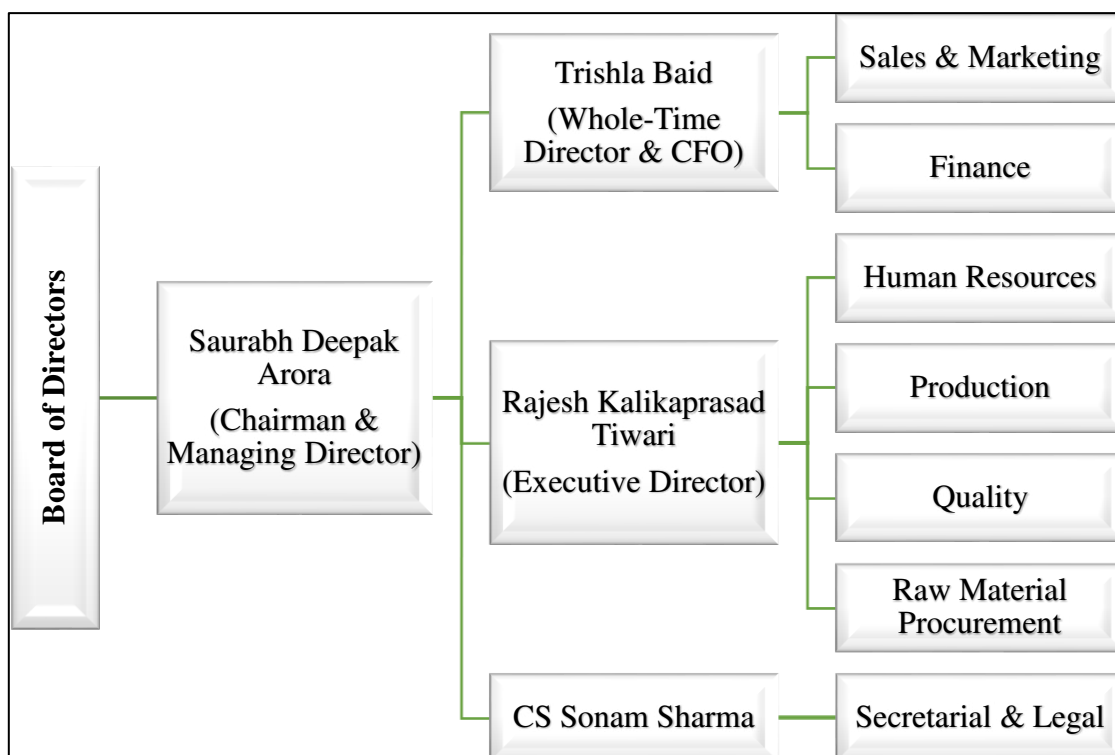 Board of Directors
Saurabh Deepak
Arora
(Chairman &
Managing Director)
Trishla Baid
(Whole-Time
Director & CFO)
Sales & Marketing
Finance
Rajesh Kalikaprasad
Tiwari
(Executive Director)
Human Resources
Production
Quality
Raw Material
Procurement
CS Sonam Sharma
Secretarial & Legal